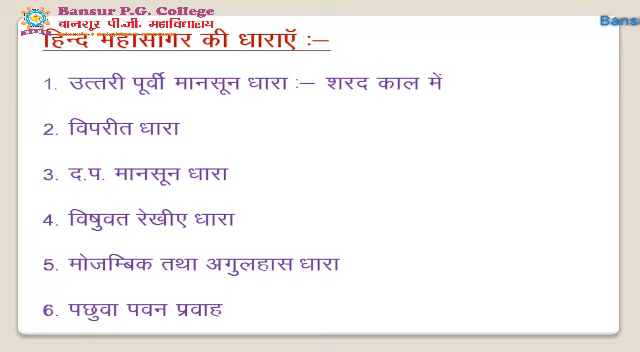 Bansur P.G. College
बानसूर पी.जी. महाविद्यालय
Bans
हिन्द महासागर की धाराएँ :–
1. उत्तरी पूर्वी मानसून धारा :– शरद काल में
2. विपरीत धारा
3. द.प. मानसून धारा
4. विषुवत रेखीए धारा
5. मोजम्बिक तथा अगुलहास धारा
6. पछुवा पवन प्रवाह